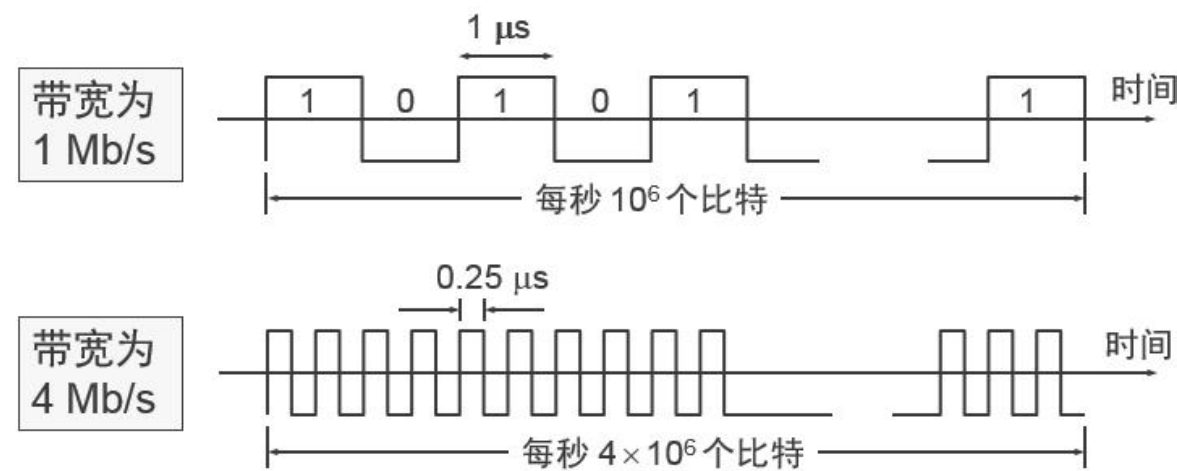 1 μs
带宽为
1 Mb/s
1 0 1 0 1 1 时间
每秒 10⁶ 个比特
0.25 μs
带宽为
4 Mb/s
时间
每秒 4×10⁶ 个比特